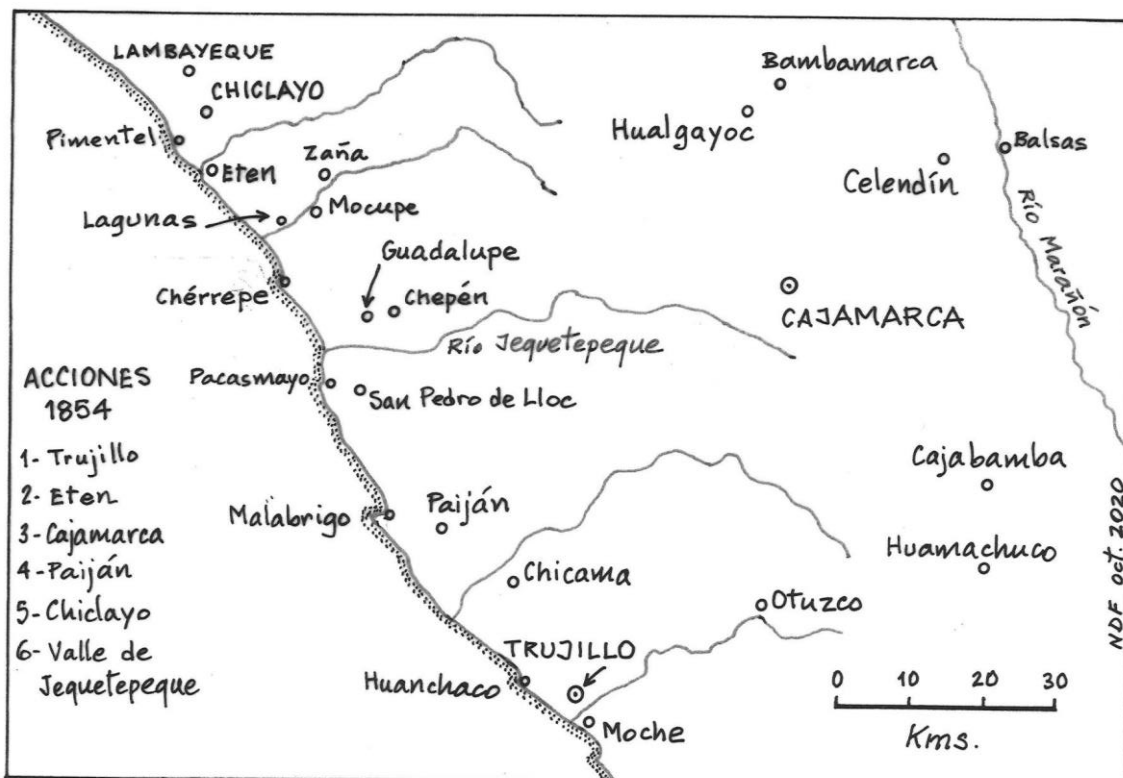 LAMBAYEQUE
CHICLAYO
Pimentel
Eten
Zaña
Lagunas
Mocupe
Guadalupe
Chérrepe
Chepén
Río Jequetepeque
Pacasmayo
San Pedro de Lloc
Malabrigo
Paiján
Chicama
Otuzco
TRUJILLO
Huanchaco
Moche
Bambamarca
Hualgayoc
Celendín
Balsas
Río Marañón
CAJAMARCA
Cajabamba
Huamachuco
ACCIONES
1854
1- Trujillo
2- Eten
3- Cajamarca
4- Paiján
5- Chiclayo
6- Valle de
Jequetepeque
0 10 20 30
Kms.
NDF oct. 2020